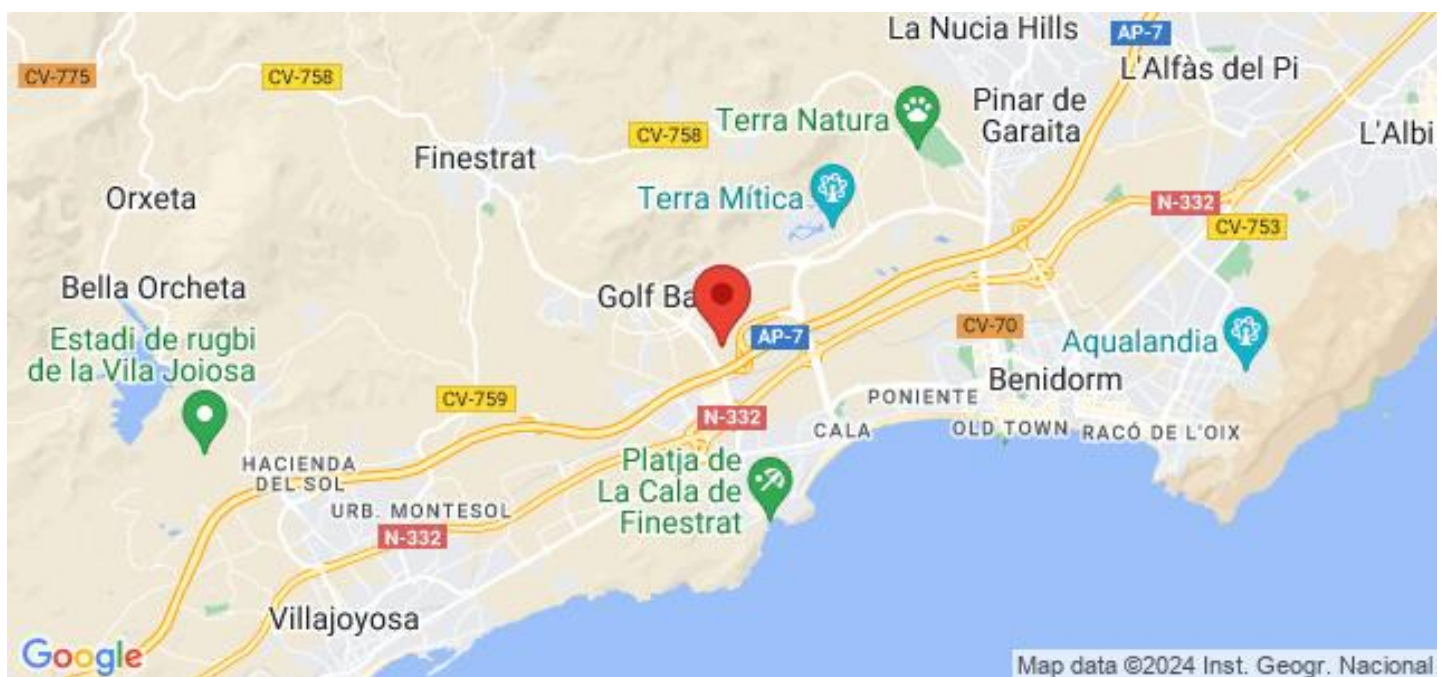 La Nucia Hills
AP-7
CV-775
CV-758
L'Alfàs del Pi
Terra Natura
Pinar de
Garaita
CV-758
L'Albi
Finestrat
Orxeta
Terra Mítica
N-332
CV-753
Bella Orcheta
Golf Ba
Estadi de rugbi
de la Vila Joiosa
AP-7
CV-70
Aqualandia
Benidorm
CV-759
PONIENTE
N-332
CALA
OLD TOWN
RACÓ DE L'OIX
HACIENDA
DEL SOL
Platja de
La Cala de
Finestrat
URB. MONTESOL
N-332
Villajoyosa
Google
Map data ©2024 Inst. Geogr. Nacional